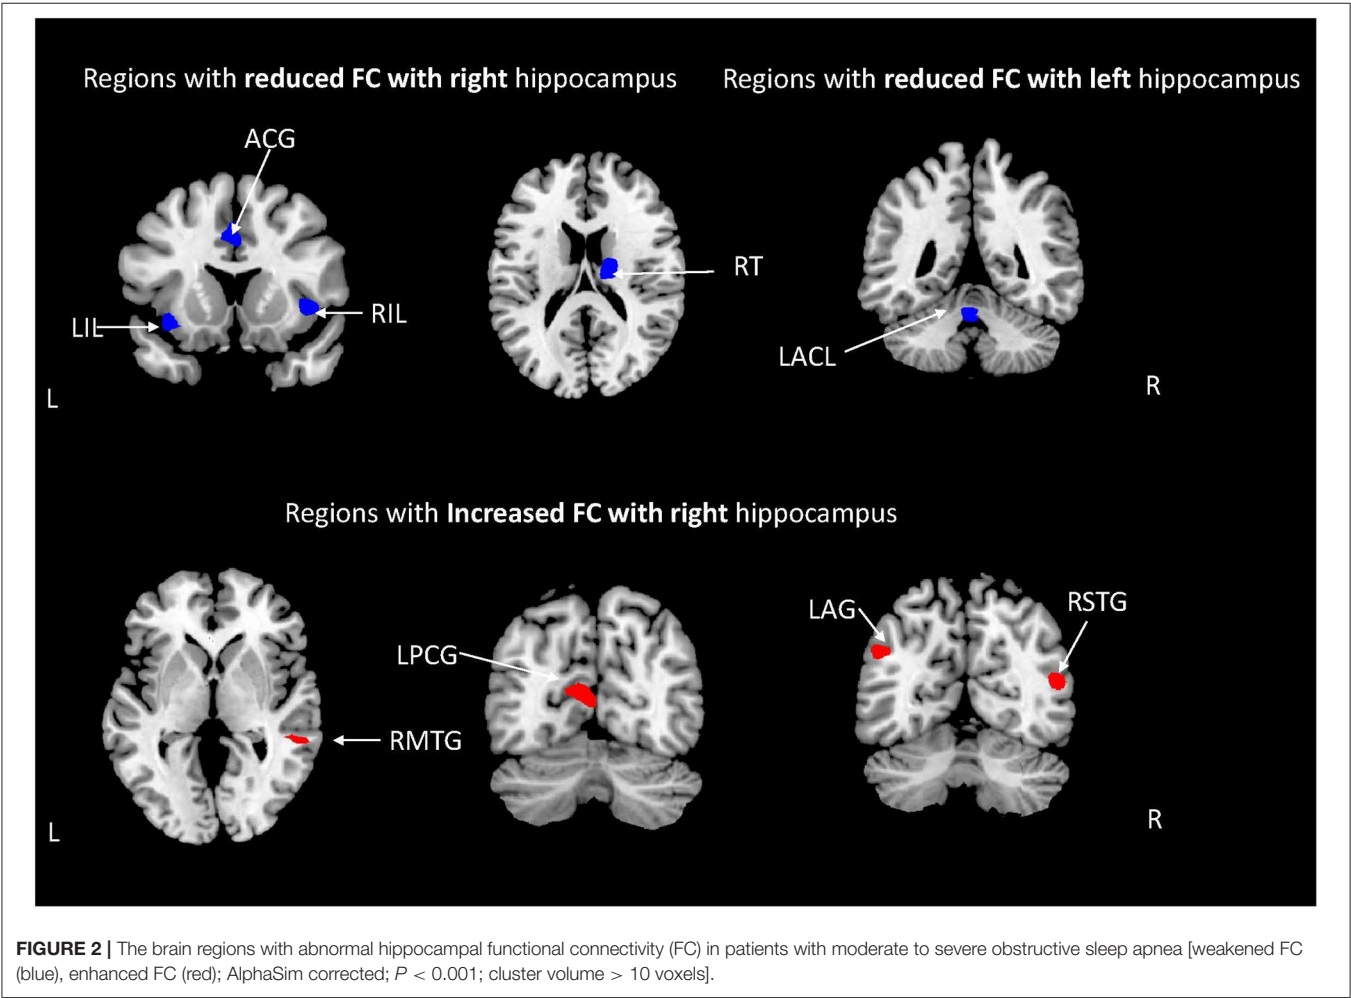 Regions with reduced FC with right hippocampus
Regions with reduced FC with left hippocampus
ACG
RT
LIL
RIL
LACL
L
R
Regions with Increased FC with right hippocampus
LAG
RSTG
LPCG
RMTG
L
R
FIGURE 2 | The brain regions with abnormal hippocampal functional connectivity (FC) in patients with moderate to severe obstructive sleep apnea [weakened FC
(blue), enhanced FC (red); AlphaSim corrected; P < 0.001; cluster volume > 10 voxels].